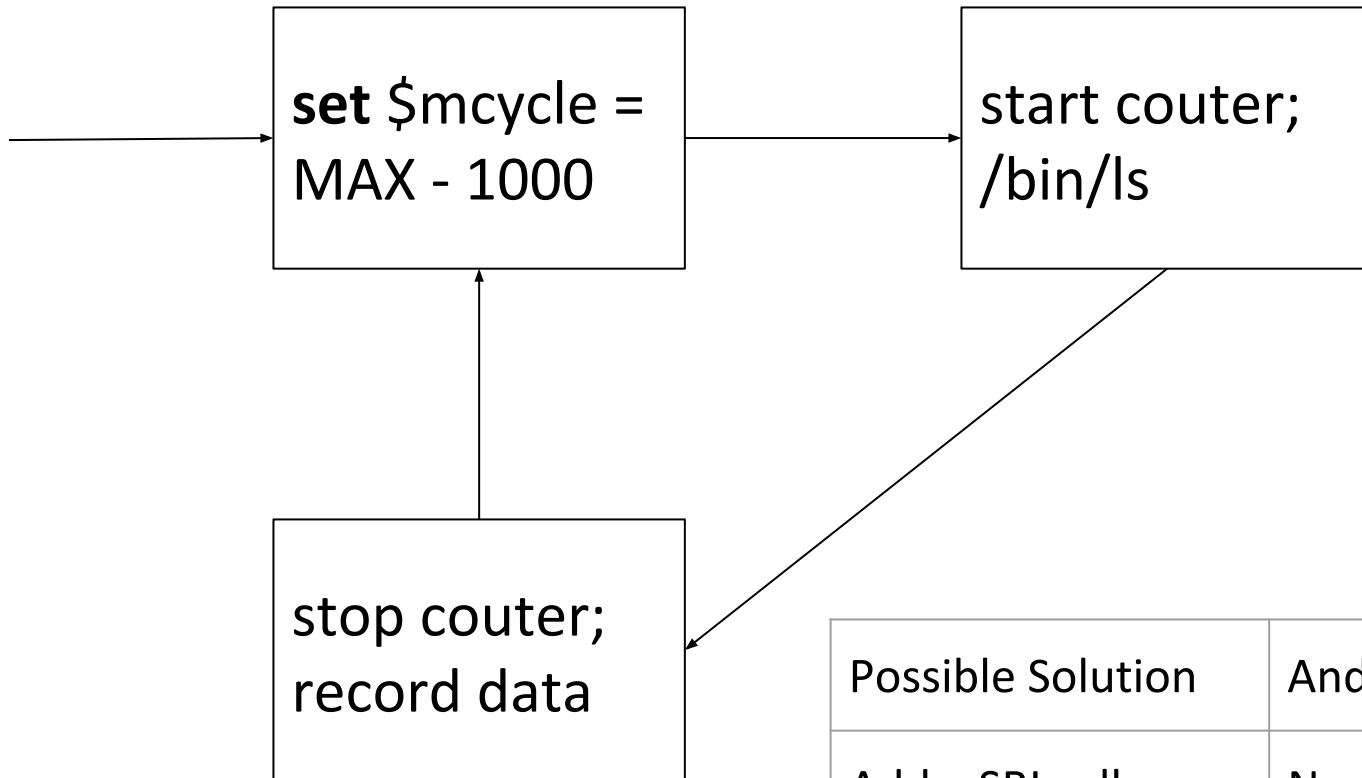 set $mcycle =
MAX - 1000
start couter;
/bin/ls
stop couter;
record data
Possible Solution